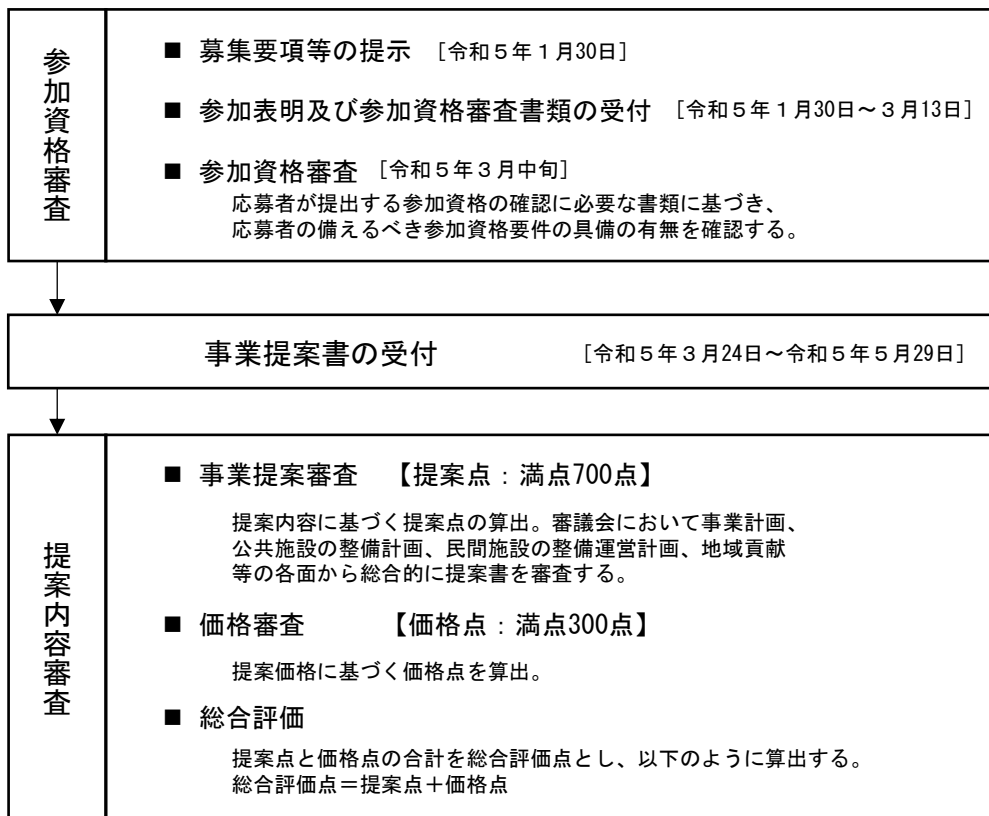 参加資格審査
■ 募集要項等の提示 [令和５年１月30日]
■ 参加表明及び参加資格審査書類の受付 [令和５年１月30日～３月13日]
■ 参加資格審査 [令和５年３月中旬]
応募者が提出する参加資格の確認に必要な書類に基づき、
応募者の備えるべき参加資格要件の具備の有無を確認する。
事業提案書の受付 [令和５年３月24日～令和５年５月29日]
提案内容審査
■ 事業提案審査 【提案点：満点700点】
提案内容に基づく提案点の算出。審議会において事業計画、
公共施設の整備計画、民間施設の整備運営計画、地域貢献
等の各面から総合的に提案書を審査する。
■ 価格審査 【価格点：満点300点】
提案価格に基づく価格点を算出。
■ 総合評価
提案点と価格点の合計を総合評価点とし、以下のように算出する。
総合評価点＝提案点＋価格点